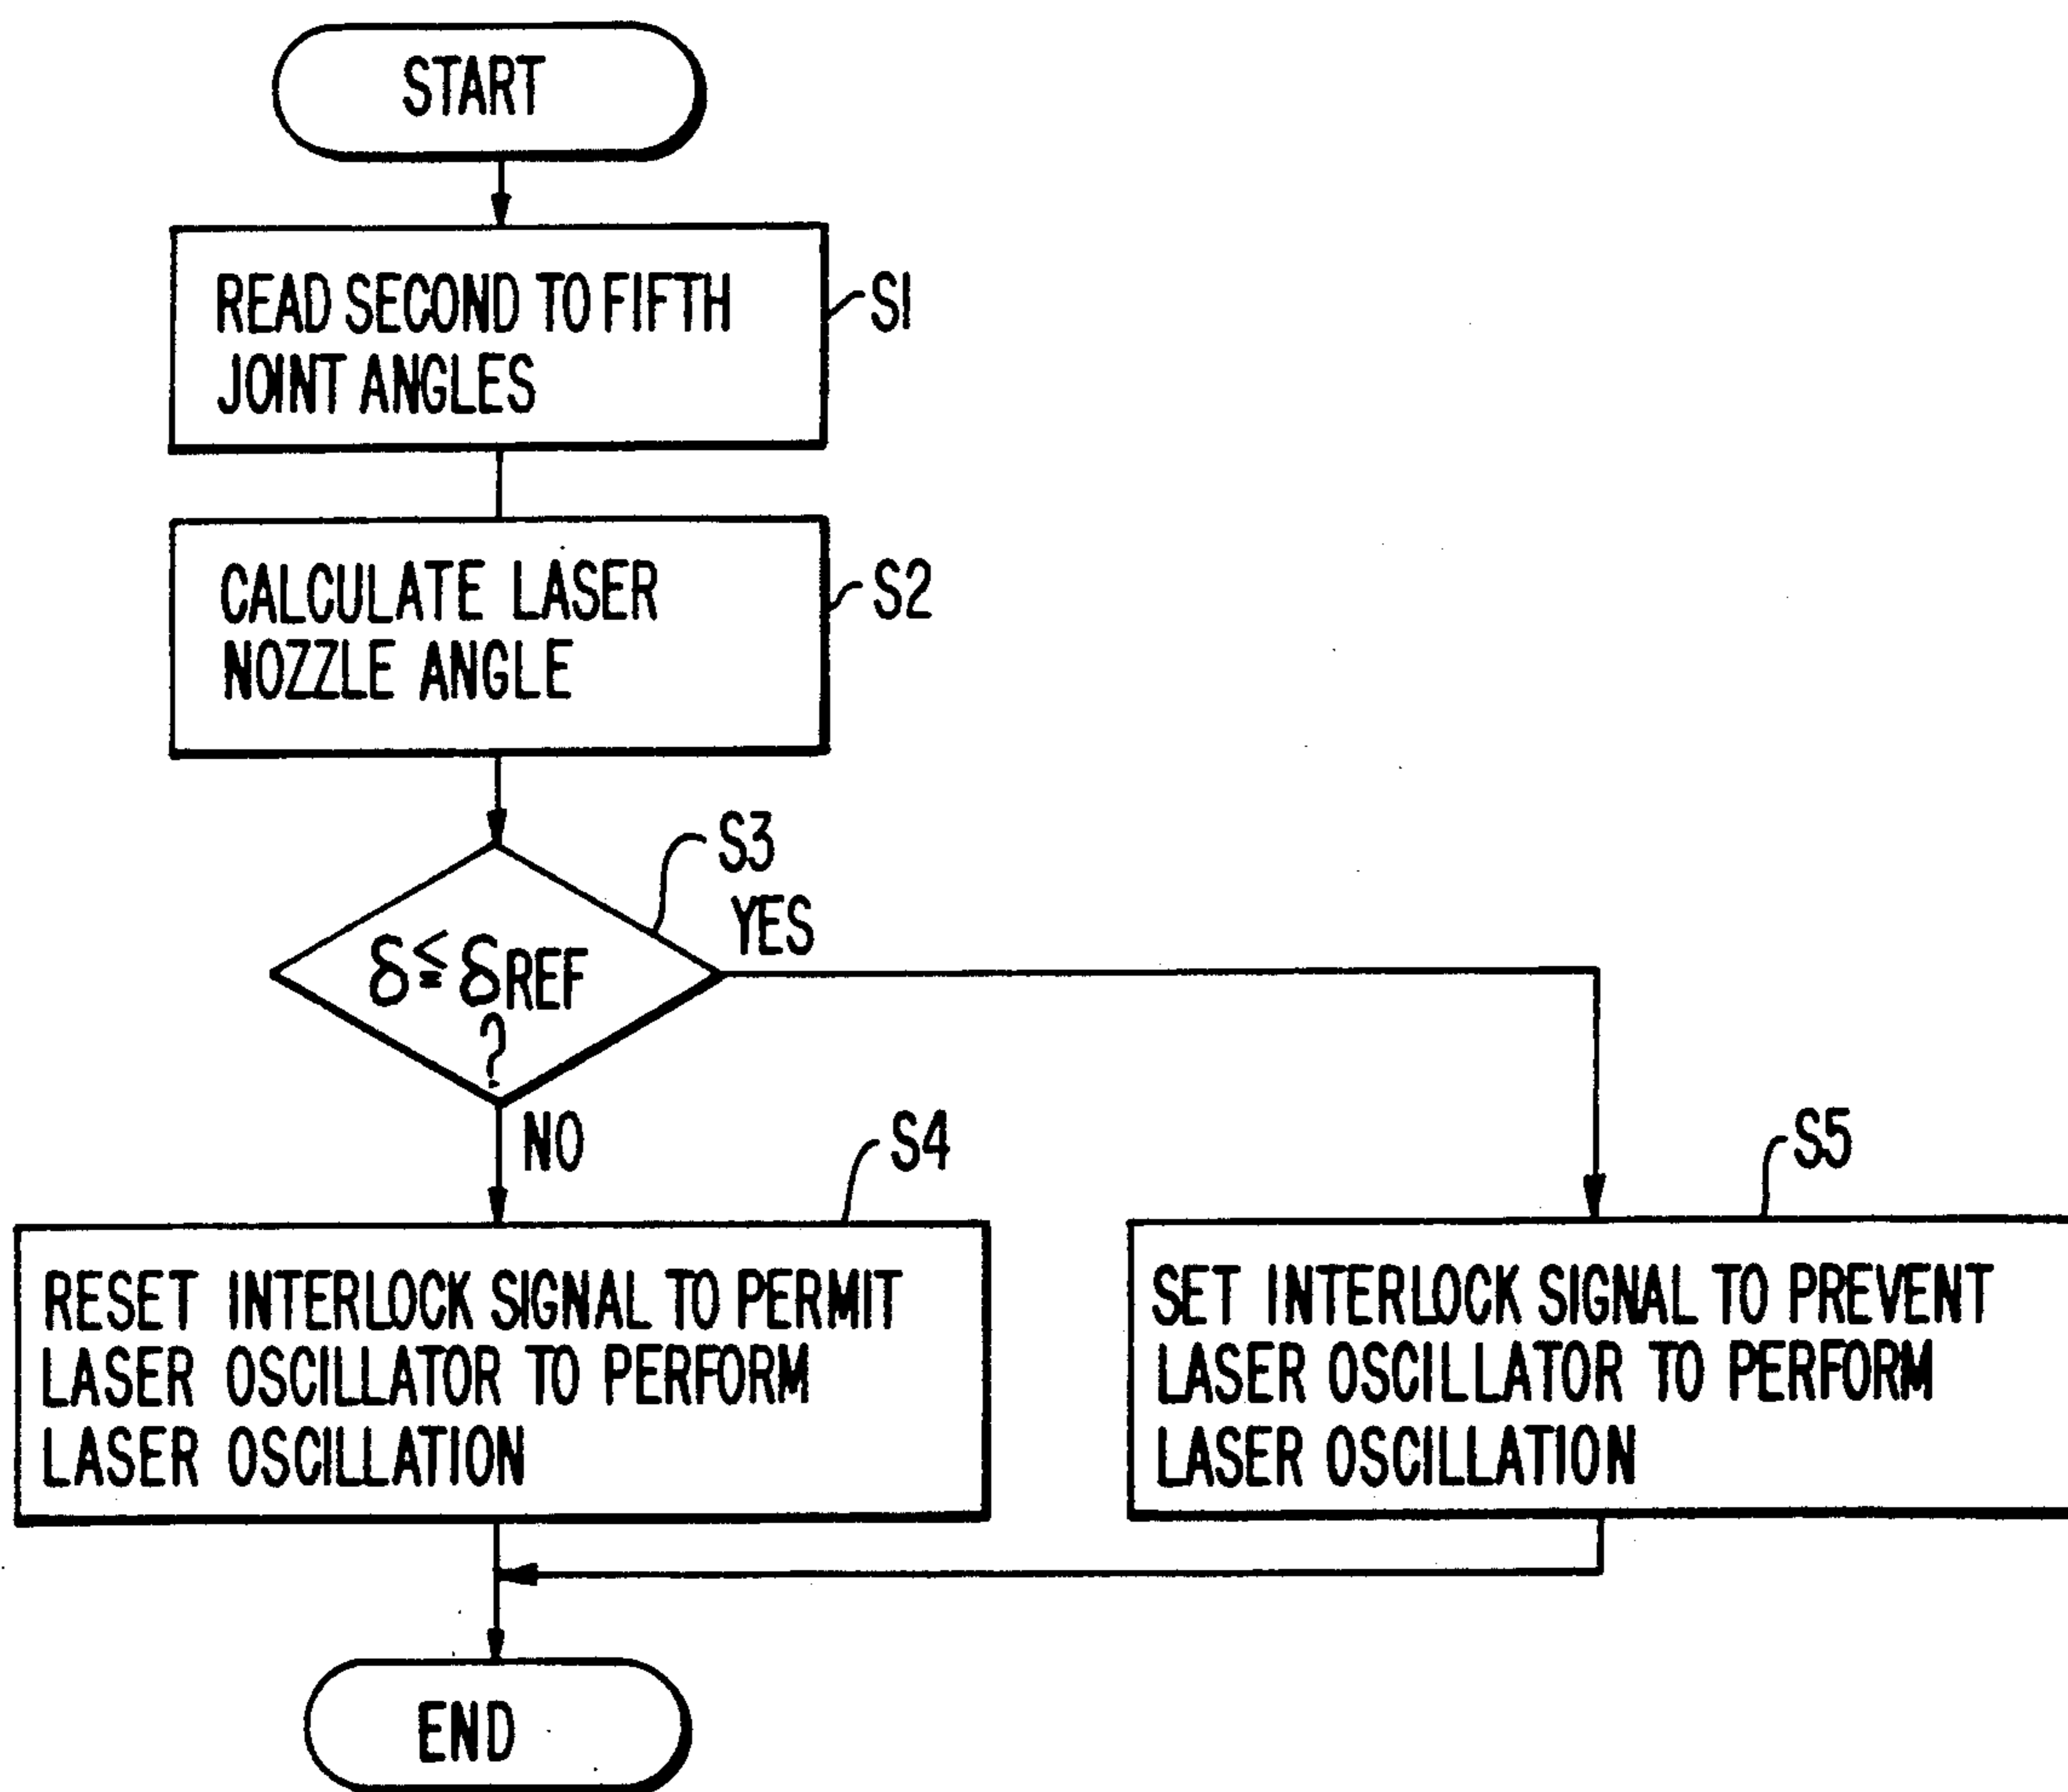 START
READ SECOND TO FIFTH
JOINT ANGLES
S1
CALCULATE LASER
NOZZLE ANGLE
S2
S3
YES
δ≦δREF
?
NO
S4
S5
RESET INTERLOCK SIGNAL TO PERMIT
LASER OSCILLATOR TO PERFORM
LASER OSCILLATION
SET INTERLOCK SIGNAL TO PREVENT
LASER OSCILLATOR TO PERFORM
LASER OSCILLATION
END